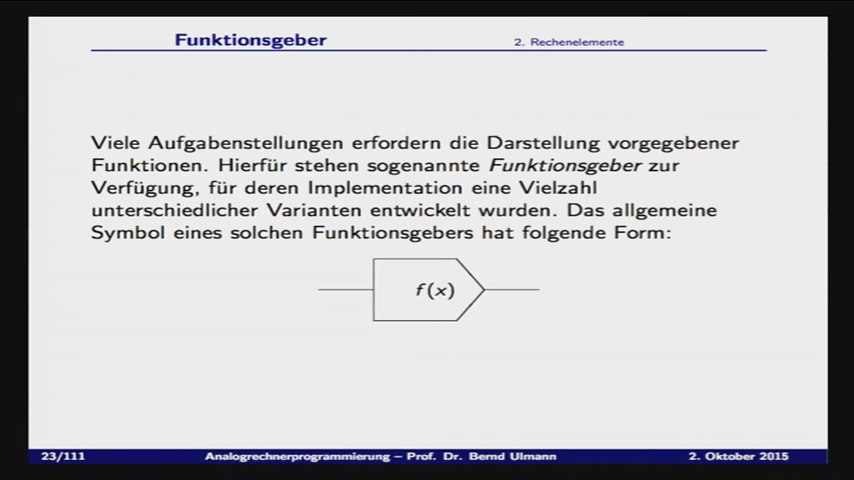 Funktionsgeber
2. Rechenelemente
Viele Aufgabenstellungen erfordern die Darstellung vorgegebener
Funktionen. Hierfür stehen sogenannte Funktionsgeber zur
Verfügung, für deren Implementation eine Vielzahl
unterschiedlicher Varianten entwickelt wurden. Das allgemeine
Symbol eines solchen Funktionsgebers hat folgende Form:
f(x)
23/111
Analogrechnerprogrammierung – Prof. Dr. Bernd Ulmann
2. Oktober 2015